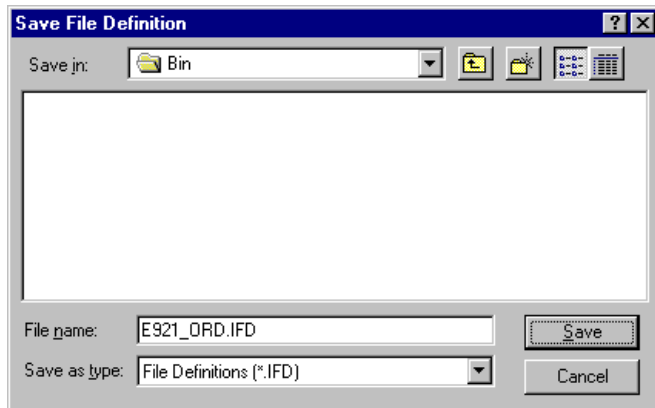 Save File Definition
Save in: Bin
File name: E921_ORD.IFD Save
Save as type: File Definitions (*.IFD) Cancel